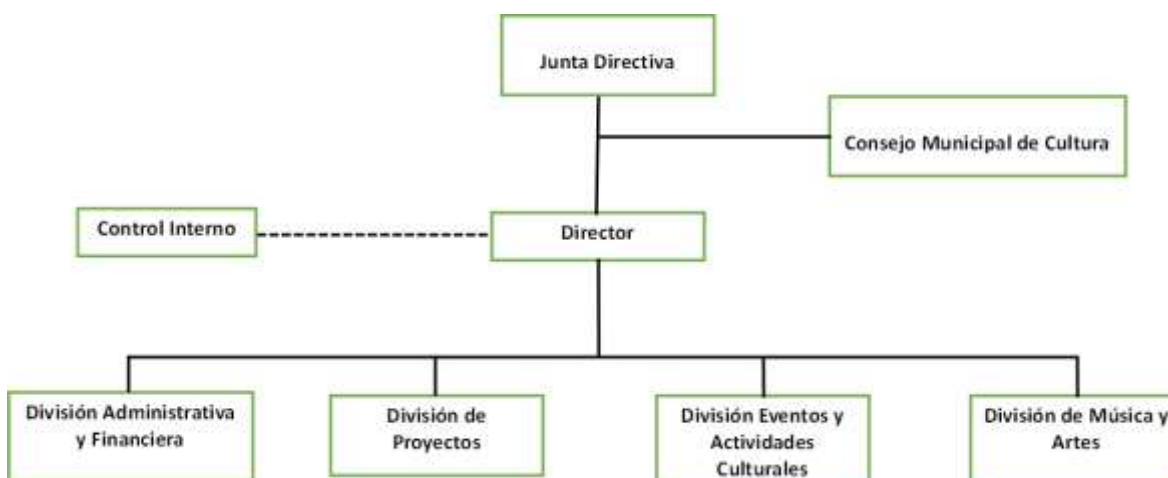 Junta Directiva
Consejo Municipal de Cultura
Control Interno
Director
División Administrativa
y Financiera
División de
Proyectos
División Eventos y
Actividades
Culturales
División de Música y
Artes